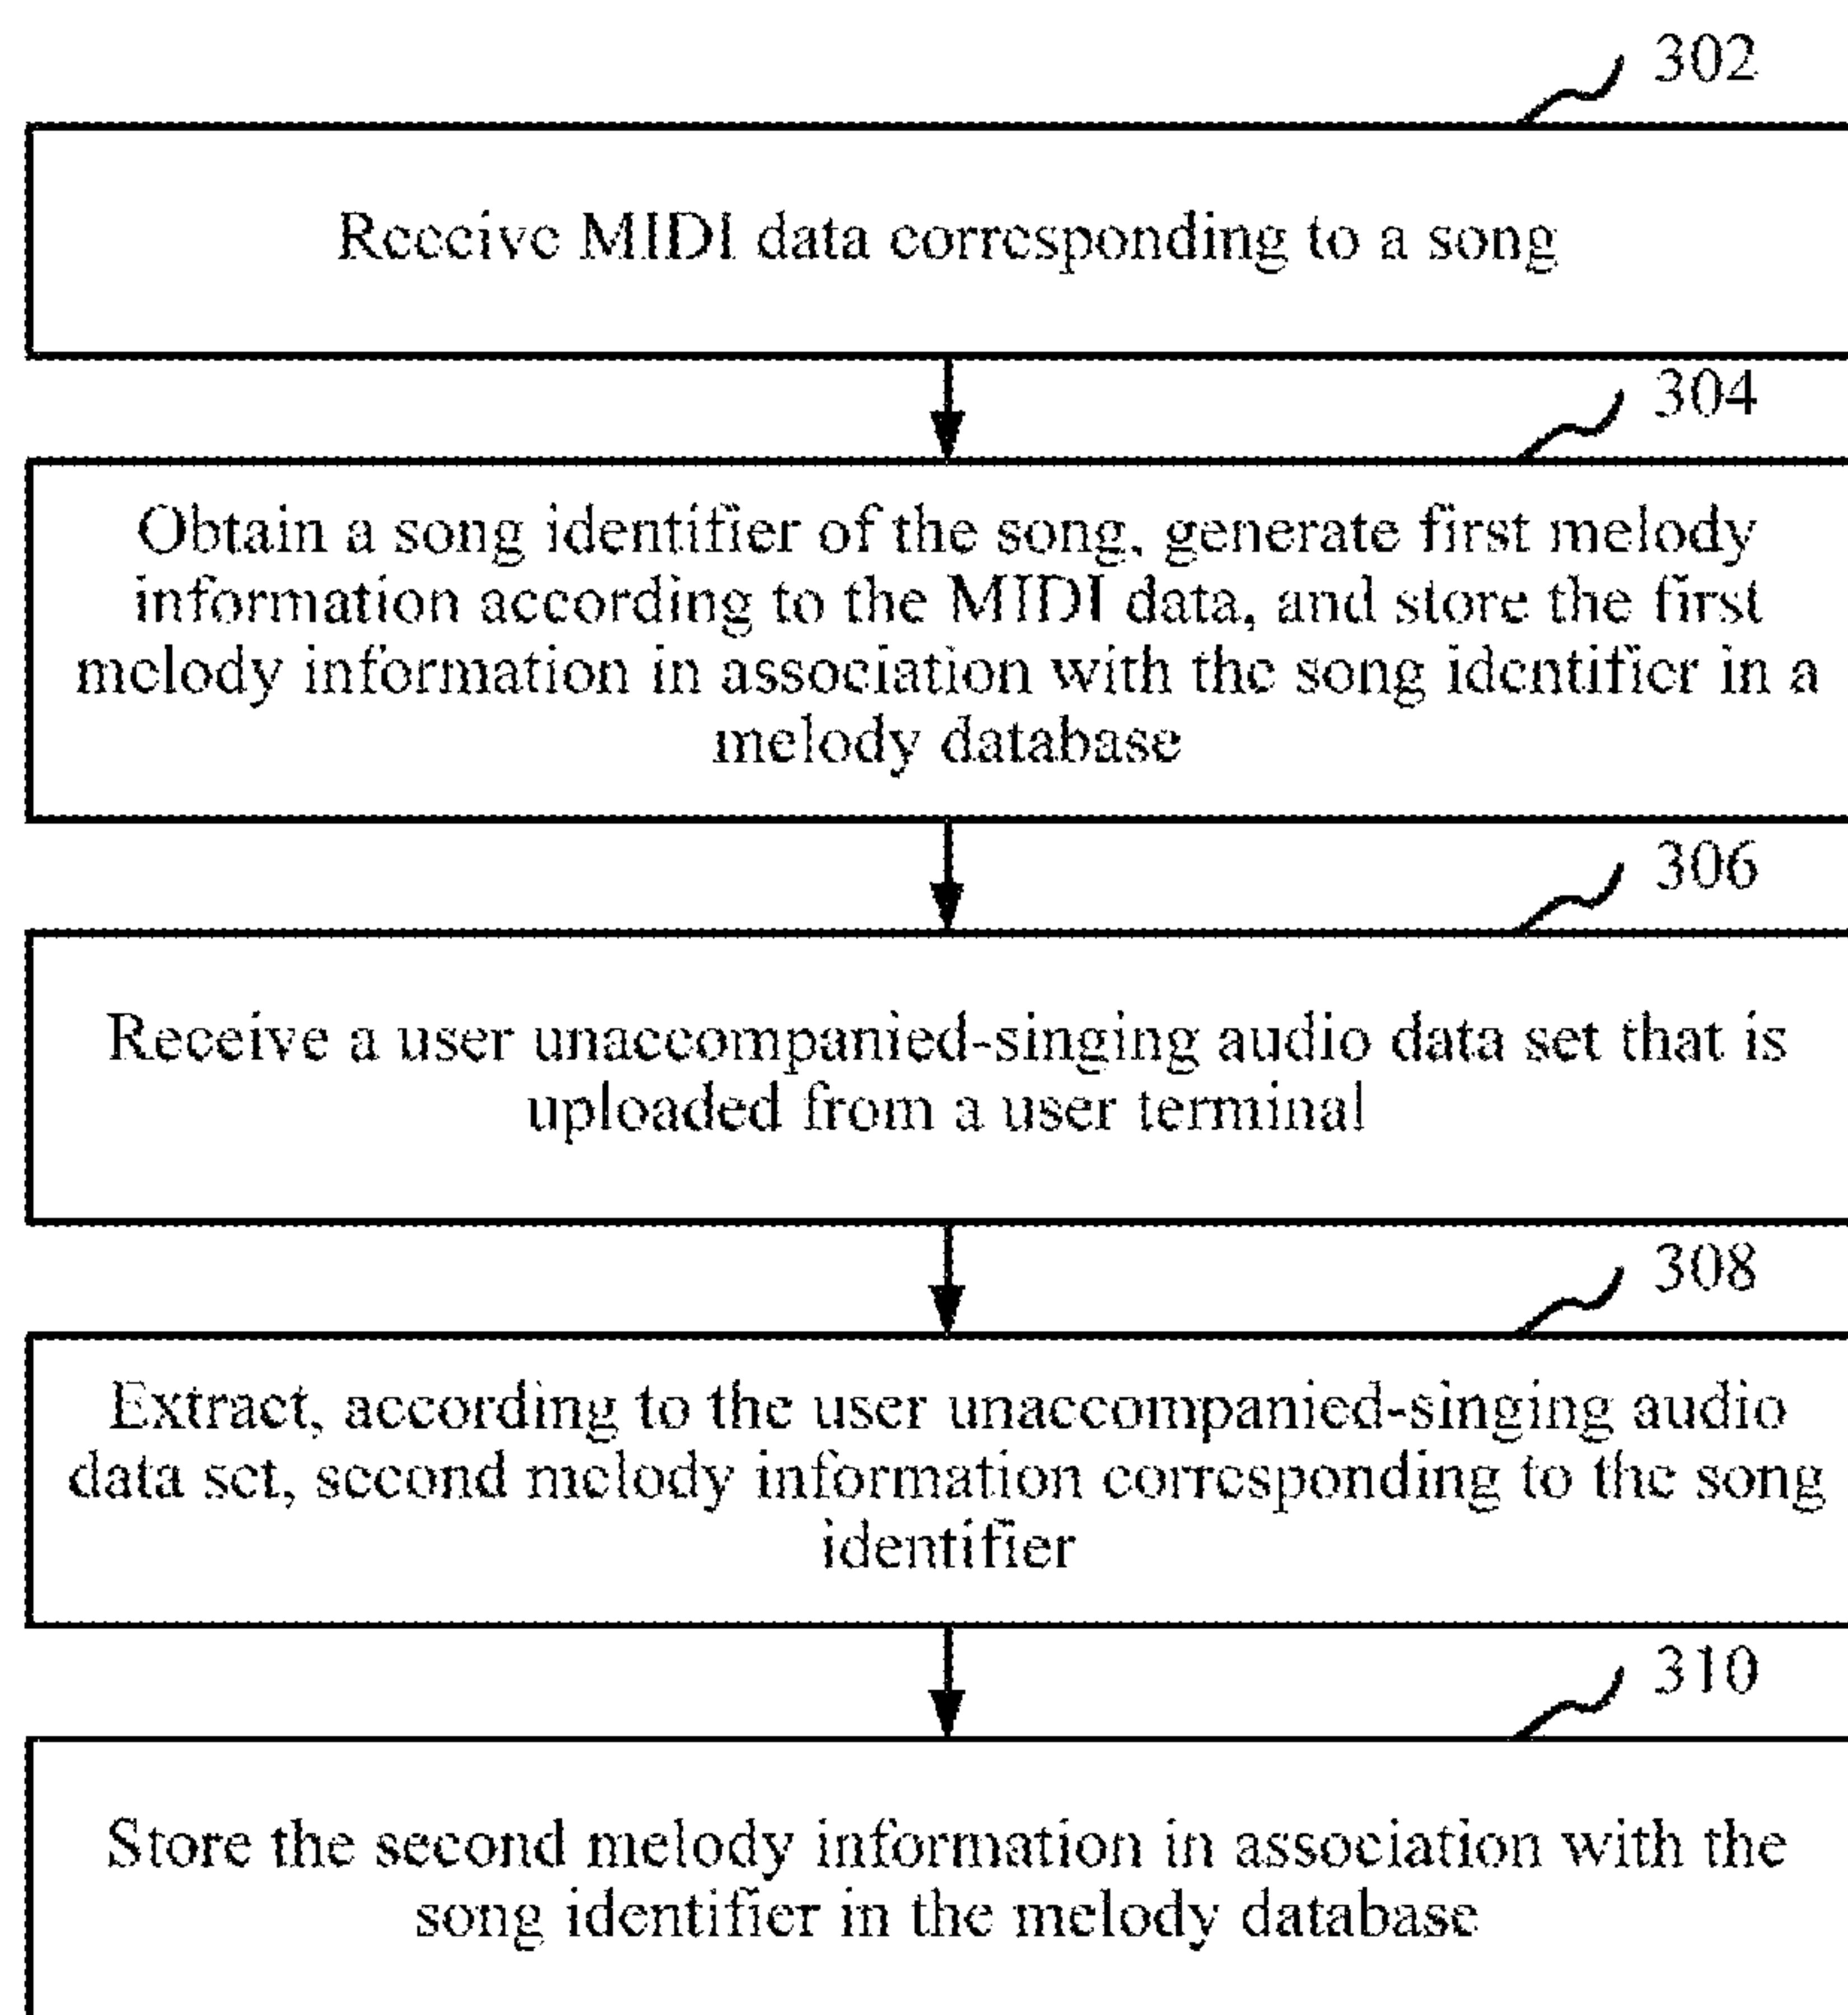 302
Receive MIDI data corresponding to a song
304
Obtain a song identifier of the song, generate first melody
information according to the MIDI data, and store the first
melody information in association with the song identifier in a
melody database
306
Receive a user unaccompanied-singing audio data set that is
uploaded from a user terminal
308
Extract, according to the user unaccompanied-singing audio
data set, second melody information corresponding to the song
identifier
310
Store the second melody information in association with the
song identifier in the melody database